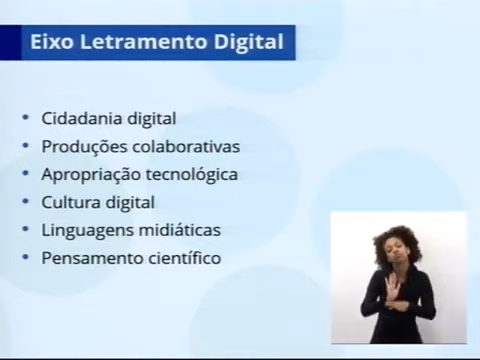 Eixo Letramento Digital
• Cidadania digital
• Produções colaborativas
• Apropriação tecnológica
• Cultura digital
• Linguagens midiáticas
• Pensamento científico